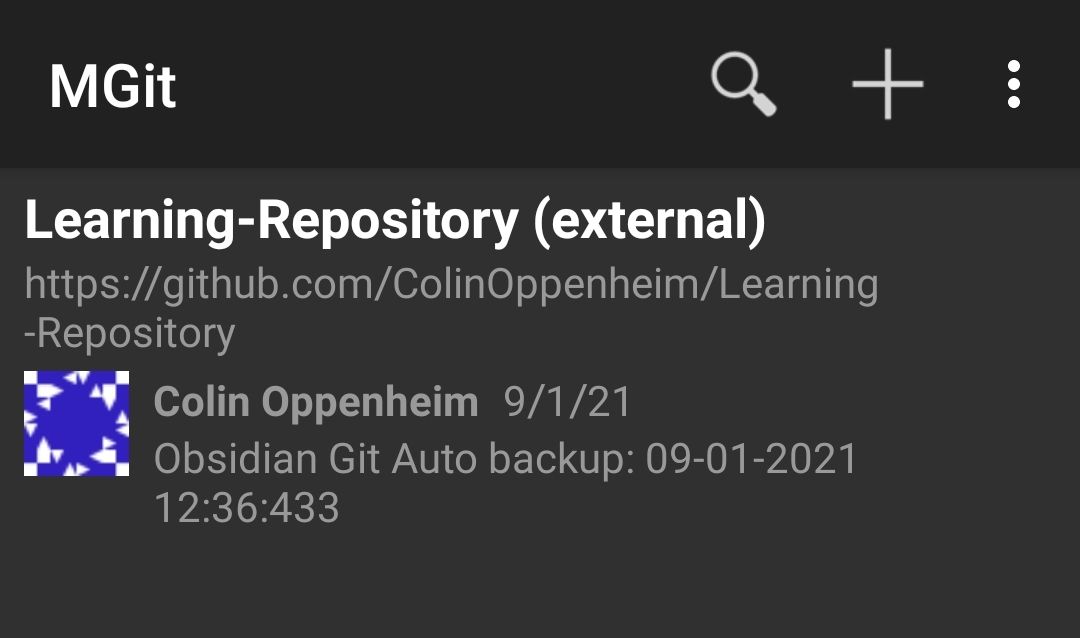 MGit
Learning-Repository (external)
https://github.com/ColinOppenheim/Learning
-Repository
Colin Oppenheim 9/1/21
Obsidian Git Auto backup: 09-01-2021
12:36:433